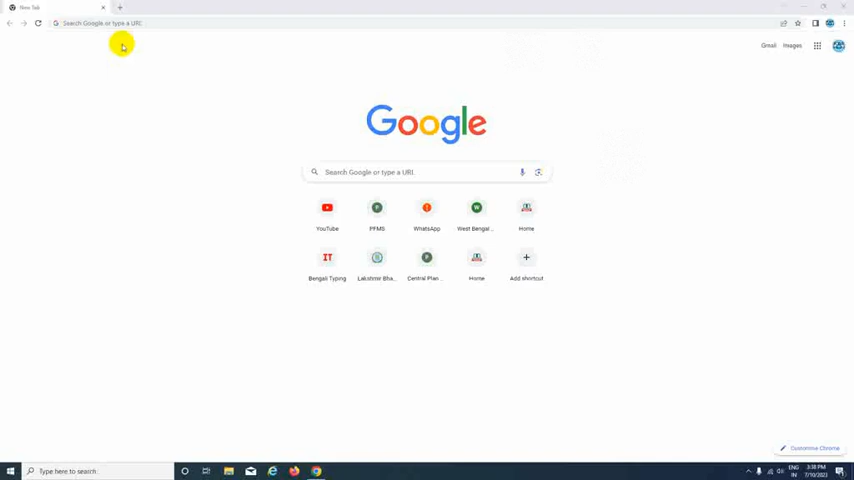 New Tab
Search Google or type a URL
Gmail Images
Google
Search Google or type a URL
YouTube PFMS WhatsApp West Bengal... Home
IT
Bengali Typing Lakshmir Bha... Central Plan ... Home Add shortcut
Customise Chrome
Type here to search
ENG 3:38 PM
IN 7/10/2023